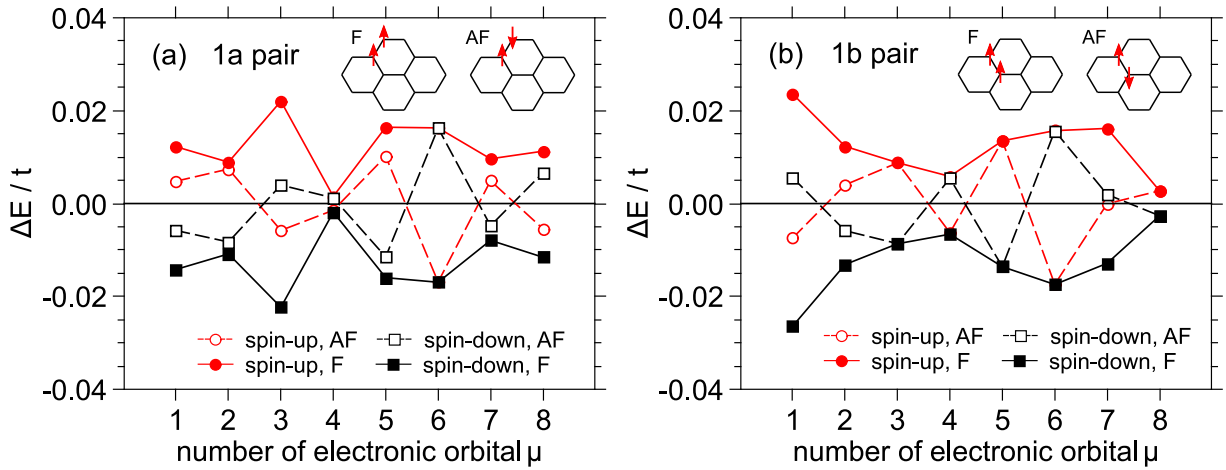 0.04
0.02
0.00
-0.02
-0.04
ΔE / t
(a) 1a pair
F
AF
spin-up, AF
spin-down, AF
spin-up, F
spin-down, F
1 2 3 4 5 6 7 8
number of electronic orbital μ
0.04
0.02
0.00
-0.02
-0.04
ΔE / t
(b) 1b pair
F
AF
spin-up, AF
spin-down, AF
spin-up, F
spin-down, F
1 2 3 4 5 6 7 8
number of electronic orbital μ